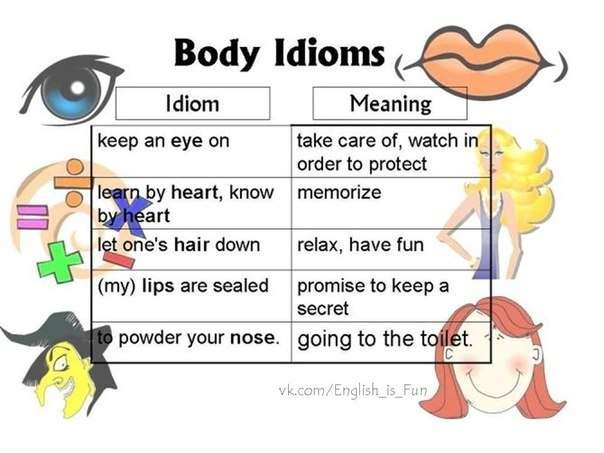 Body Idioms
Idiom
Meaning
keep an eye on
take care of, watch in
order to protect
learn by heart, know
by heart
memorize
let one's hair down
relax, have fun
(my) lips are sealed
promise to keep a
secret
to powder your nose.
going to the toilet.
vk.com/English_is_Fun